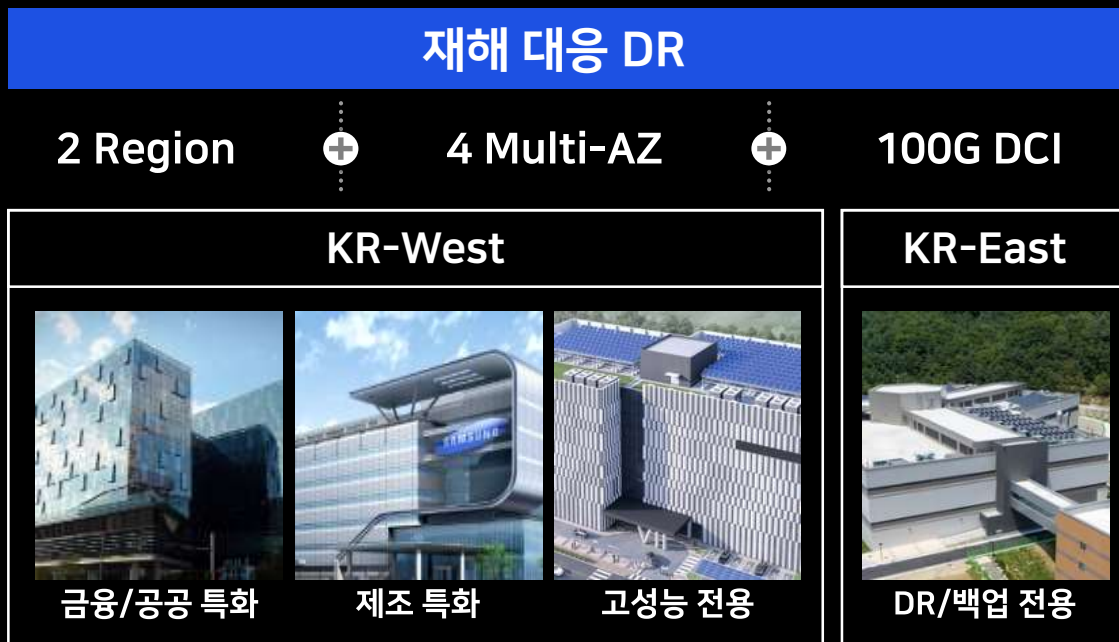 재해 대응 DR
2 Region
4 Multi-AZ
100G DCI
KR-West
KR-East
SAMSUNG
금융/공공 특화
제조 특화
고성능 전용
DR/백업 전용